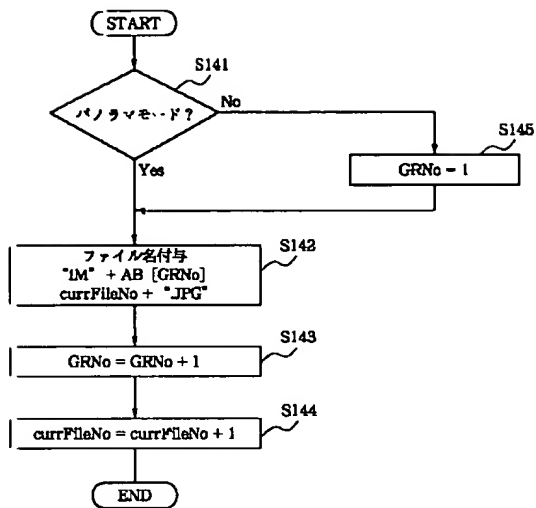 START
S141
パノラマモード?
No
Yes
S145
GRNo = 1
S142
ファイル名付与
"IM" + AB [GRNo]
currFileNo + ".JPG"
S143
GRNo = GRNo + 1
S144
currFileNo = currFileNo + 1
END